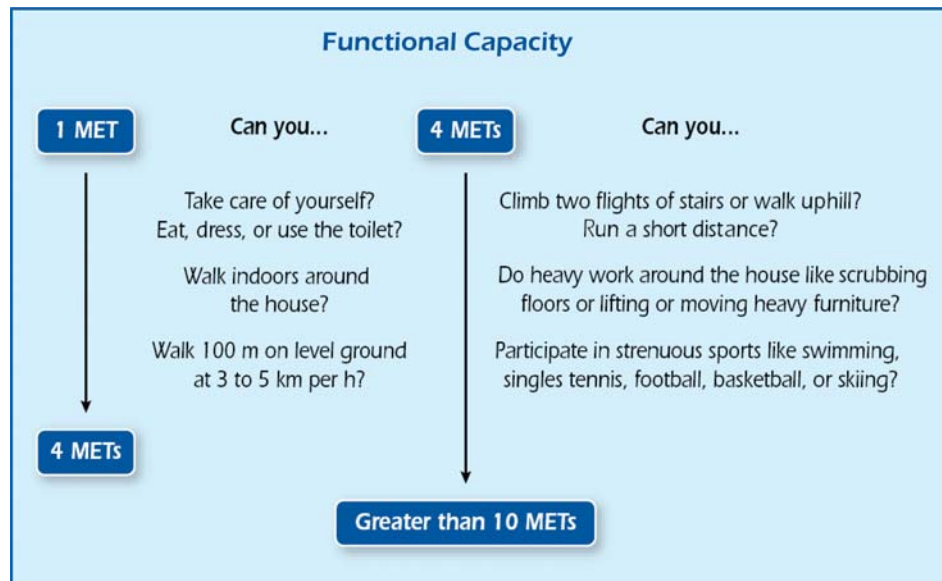 Functional Capacity
1 MET
Can you...
Take care of yourself?
Eat, dress, or use the toilet?
Walk indoors around
the house?
Walk 100 m on level ground
at 3 to 5 km per h?
4 METs
4 METs
Can you...
Climb two flights of stairs or walk uphill?
Run a short distance?
Do heavy work around the house like scrubbing
floors or lifting or moving heavy furniture?
Participate in strenuous sports like swimming,
singles tennis, football, basketball, or skiing?
Greater than 10 METs